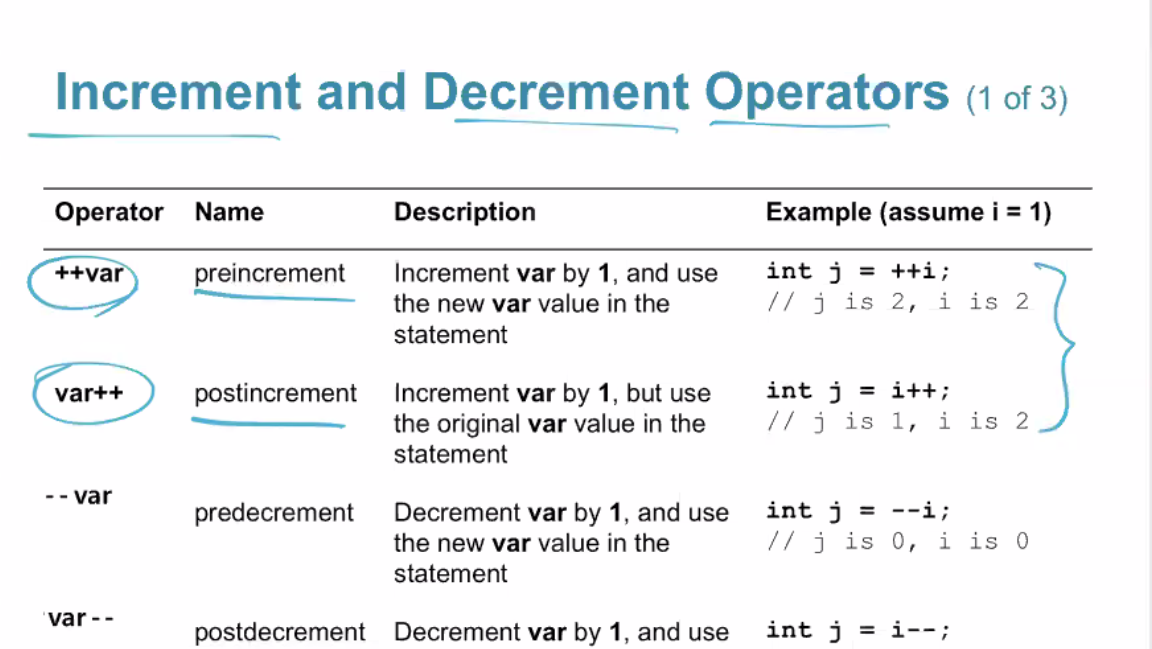 Increment and Decrement Operators (1 of 3)
Operator Name Description Example (assume i = 1)
++var preincrement Increment var by 1, and use int j = ++i;
the new var value in the // j is 2, i is 2
statement
var++ postincrement Increment var by 1, but use int j = i++;
the original var value in the // j is 1, i is 2
statement
--var
predecrement Decrement var by 1, and use int j = --i;
the new var value in the // j is 0, i is 0
statement
var--
postdecrement Decrement var by 1, and use int j = i--;